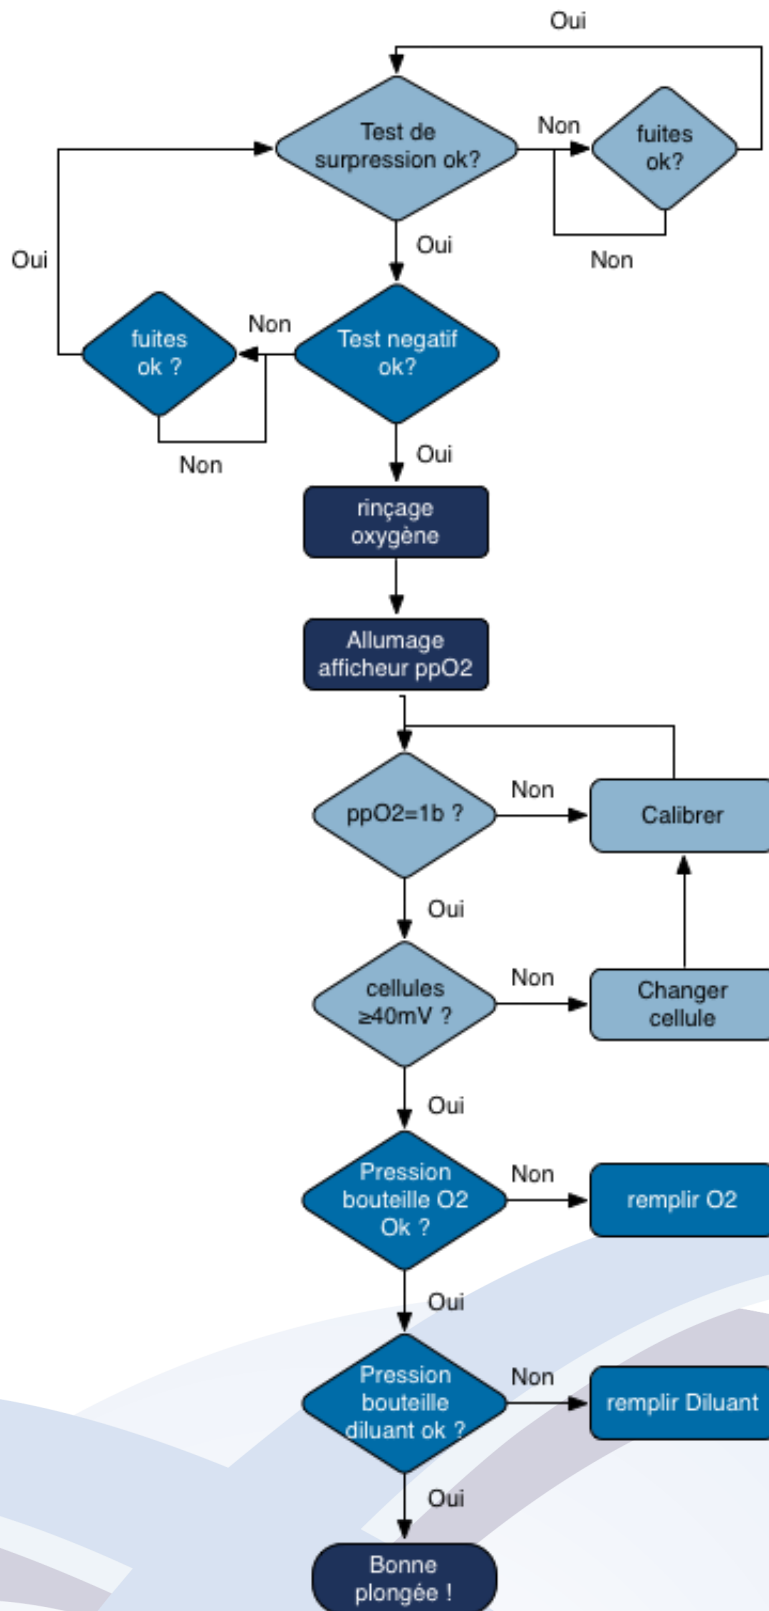 Oui
Test de
surpression ok?
Non
fuites
ok?
Oui
Non
Oui
fuites
ok ?
Non
Test negatif
ok?
Non
Oui
rinçage
oxygène
Allumage
afficheur ppO2
ppO2=1b ?
Non
Calibrer
Oui
cellules
≥40mV ?
Non
Changer
cellule
Oui
Pression
bouteille O2
Ok ?
Non
remplir O2
Oui
Pression
bouteille
diluant ok ?
Non
remplir Diluant
Oui
Bonne
plongée !